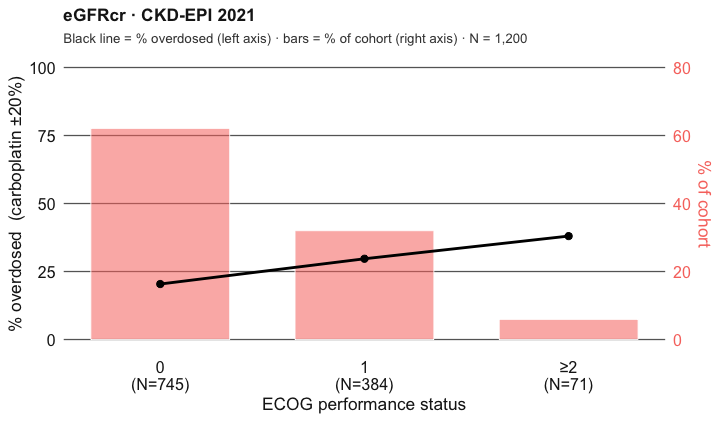 eGFRcr · CKD-EPI 2021
Black line = % overdosed (left axis) · bars = % of cohort (right axis) · N = 1,200
% overdosed  (carboplatin ±20%)
100
75
50
25
0
80
60
40
20
0
% of cohort
0
(N=745)
1
(N=384)
≥2
(N=71)
ECOG performance status